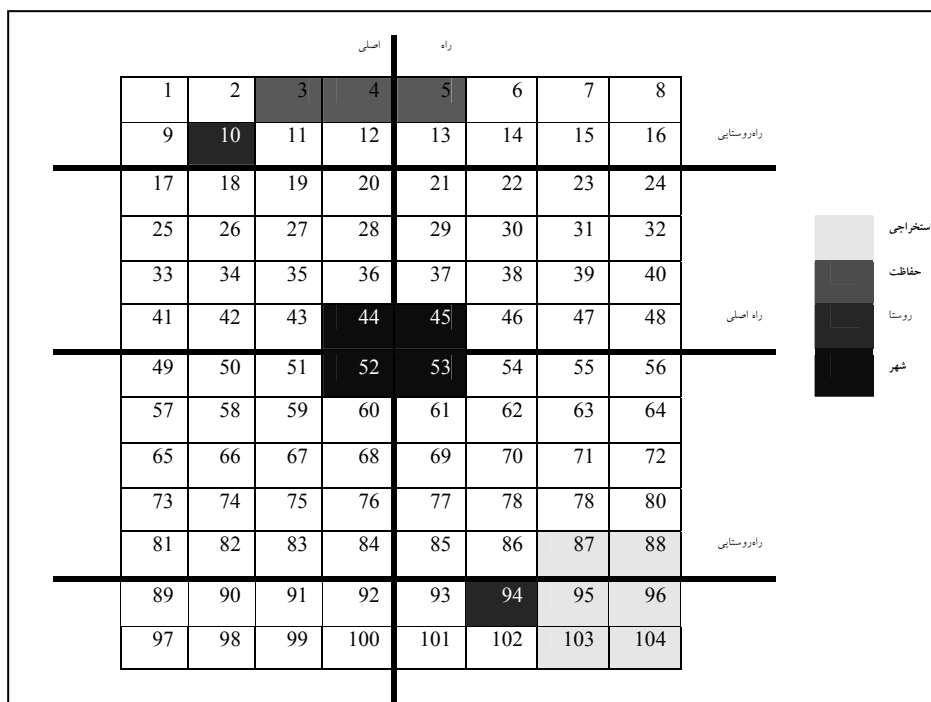 راه اصلی
1 2 3 4 5 6 7 8
9 10 11 12 13 14 15 16 راه‌روستایی
17 18 19 20 21 22 23 24
25 26 27 28 29 30 31 32 استخراجی
33 34 35 36 37 38 39 40 حفاظت
41 42 43 44 45 46 47 48 راه اصلی روستا
49 50 51 52 53 54 55 56 شهر
57 58 59 60 61 62 63 64
65 66 67 68 69 70 71 72
73 74 75 76 77 78 78 80
81 82 83 84 85 86 87 88 راه‌روستایی
89 90 91 92 93 94 95 96
97 98 99 100 101 102 103 104